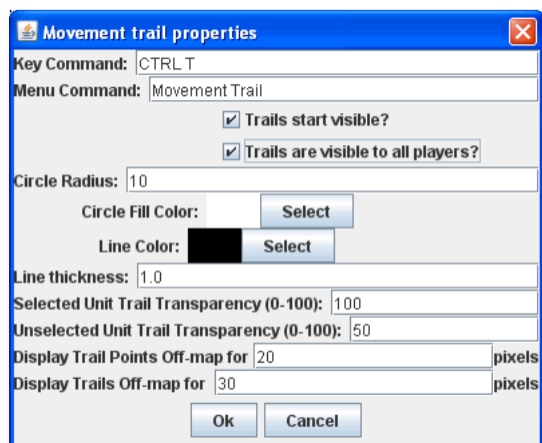 Movement trail properties
Key Command: CTRL T
Menu Command: Movement Trail
Trails start visible?
Trails are visible to all players?
Circle Radius: 10
Circle Fill Color: Select
Line Color: Select
Line thickness: 1.0
Selected Unit Trail Transparency (0-100): 100
Unselected Unit Trail Transparency (0-100): 50
Display Trail Points Off-map for 20 pixels
Display Trails Off-map for 30 pixels
Ok Cancel